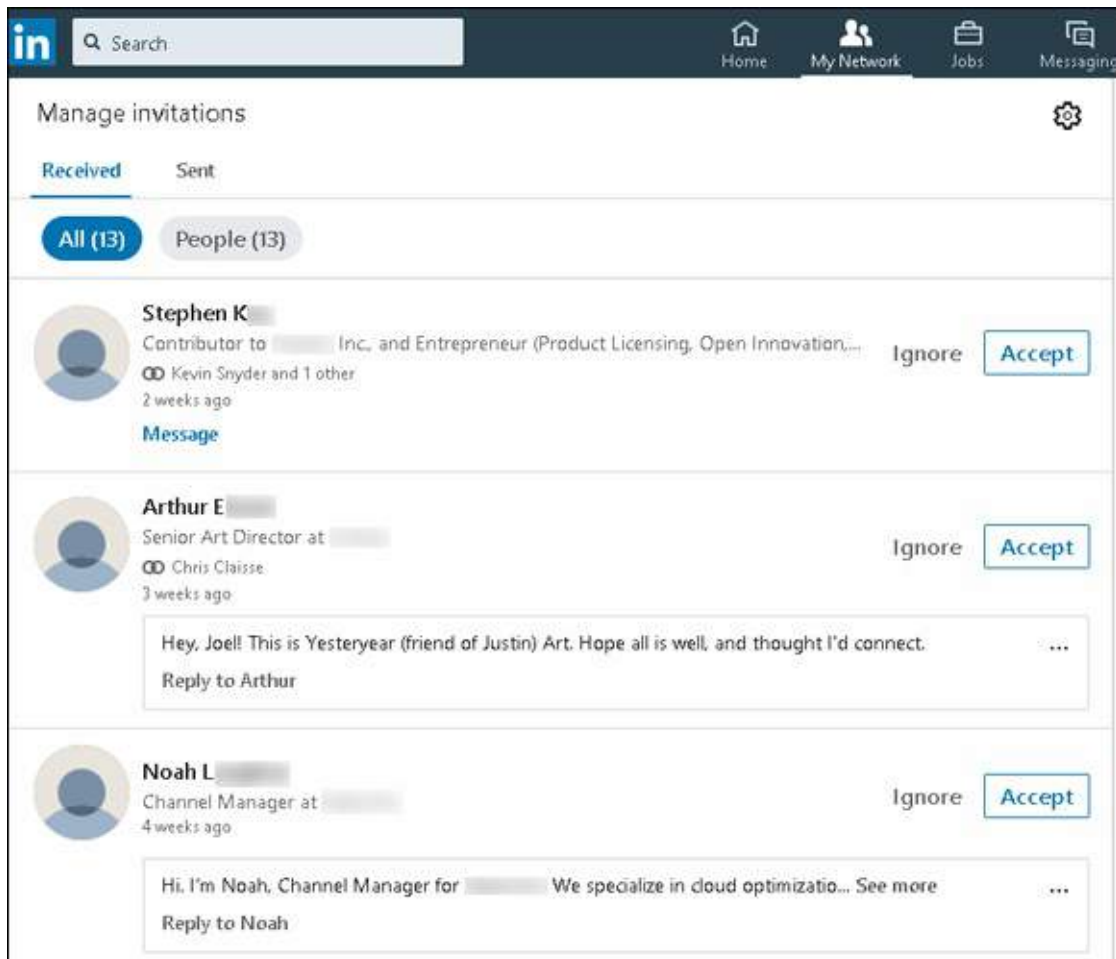 in
Search
Home
My Network
Jobs
Messaging
Manage invitations
Received
Sent
All (13)
People (13)
Stephen K
Contributor to Inc., and Entrepreneur (Product Licensing, Open Innovation,...
Kevin Snyder and 1 other
2 weeks ago
Message
Ignore
Accept
Arthur E
Senior Art Director at
Chris Claisse
3 weeks ago
Ignore
Accept
Hey, Joel! This is Yesteryear (friend of Justin) Art. Hope all is well, and thought I'd connect.
...
Reply to Arthur
Noah L
Channel Manager at
4 weeks ago
Ignore
Accept
Hi. I'm Noah, Channel Manager for We specialize in cloud optimizatio... See more
...
Reply to Noah